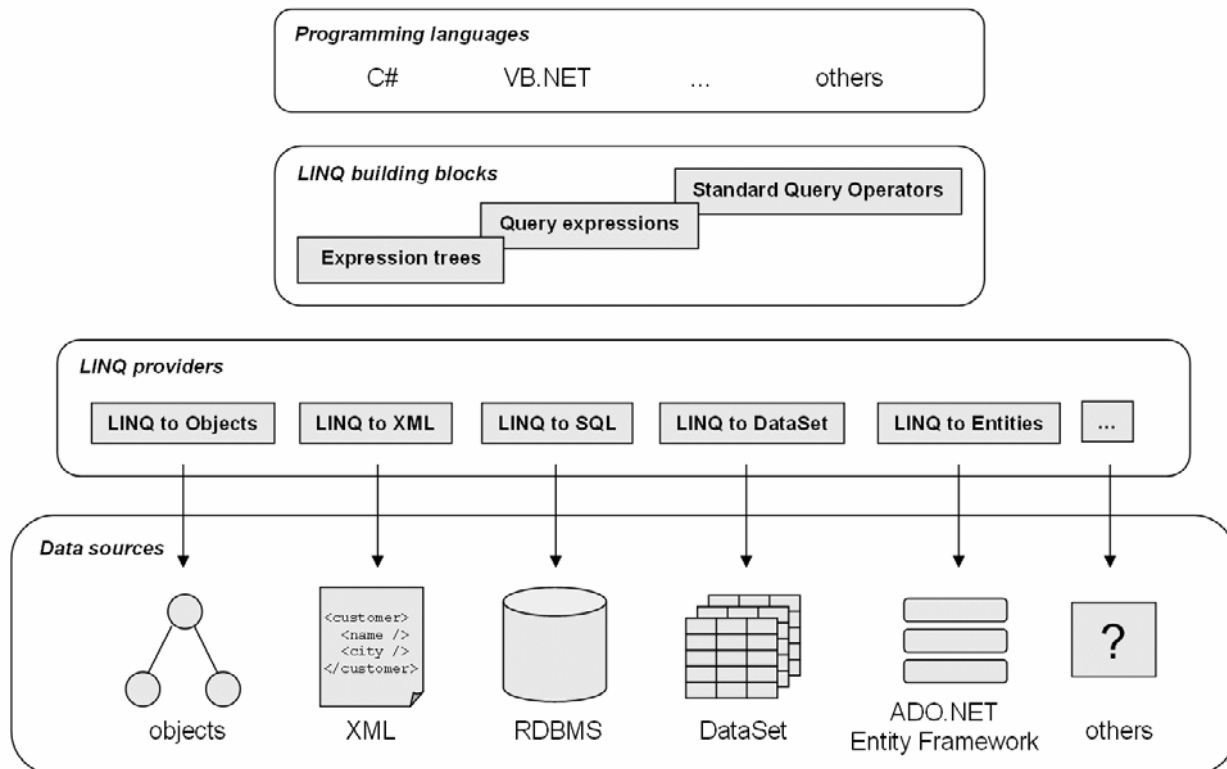 Programming languages
C# VB.NET ... others
LINQ building blocks
Standard Query Operators
Query expressions
Expression trees
LINQ providers
LINQ to Objects LINQ to XML LINQ to SQL LINQ to DataSet LINQ to Entities ...
Data sources
<customer>
<name />
<city />
</customer>
?
objects XML RDBMS DataSet ADO.NET
Entity Framework others